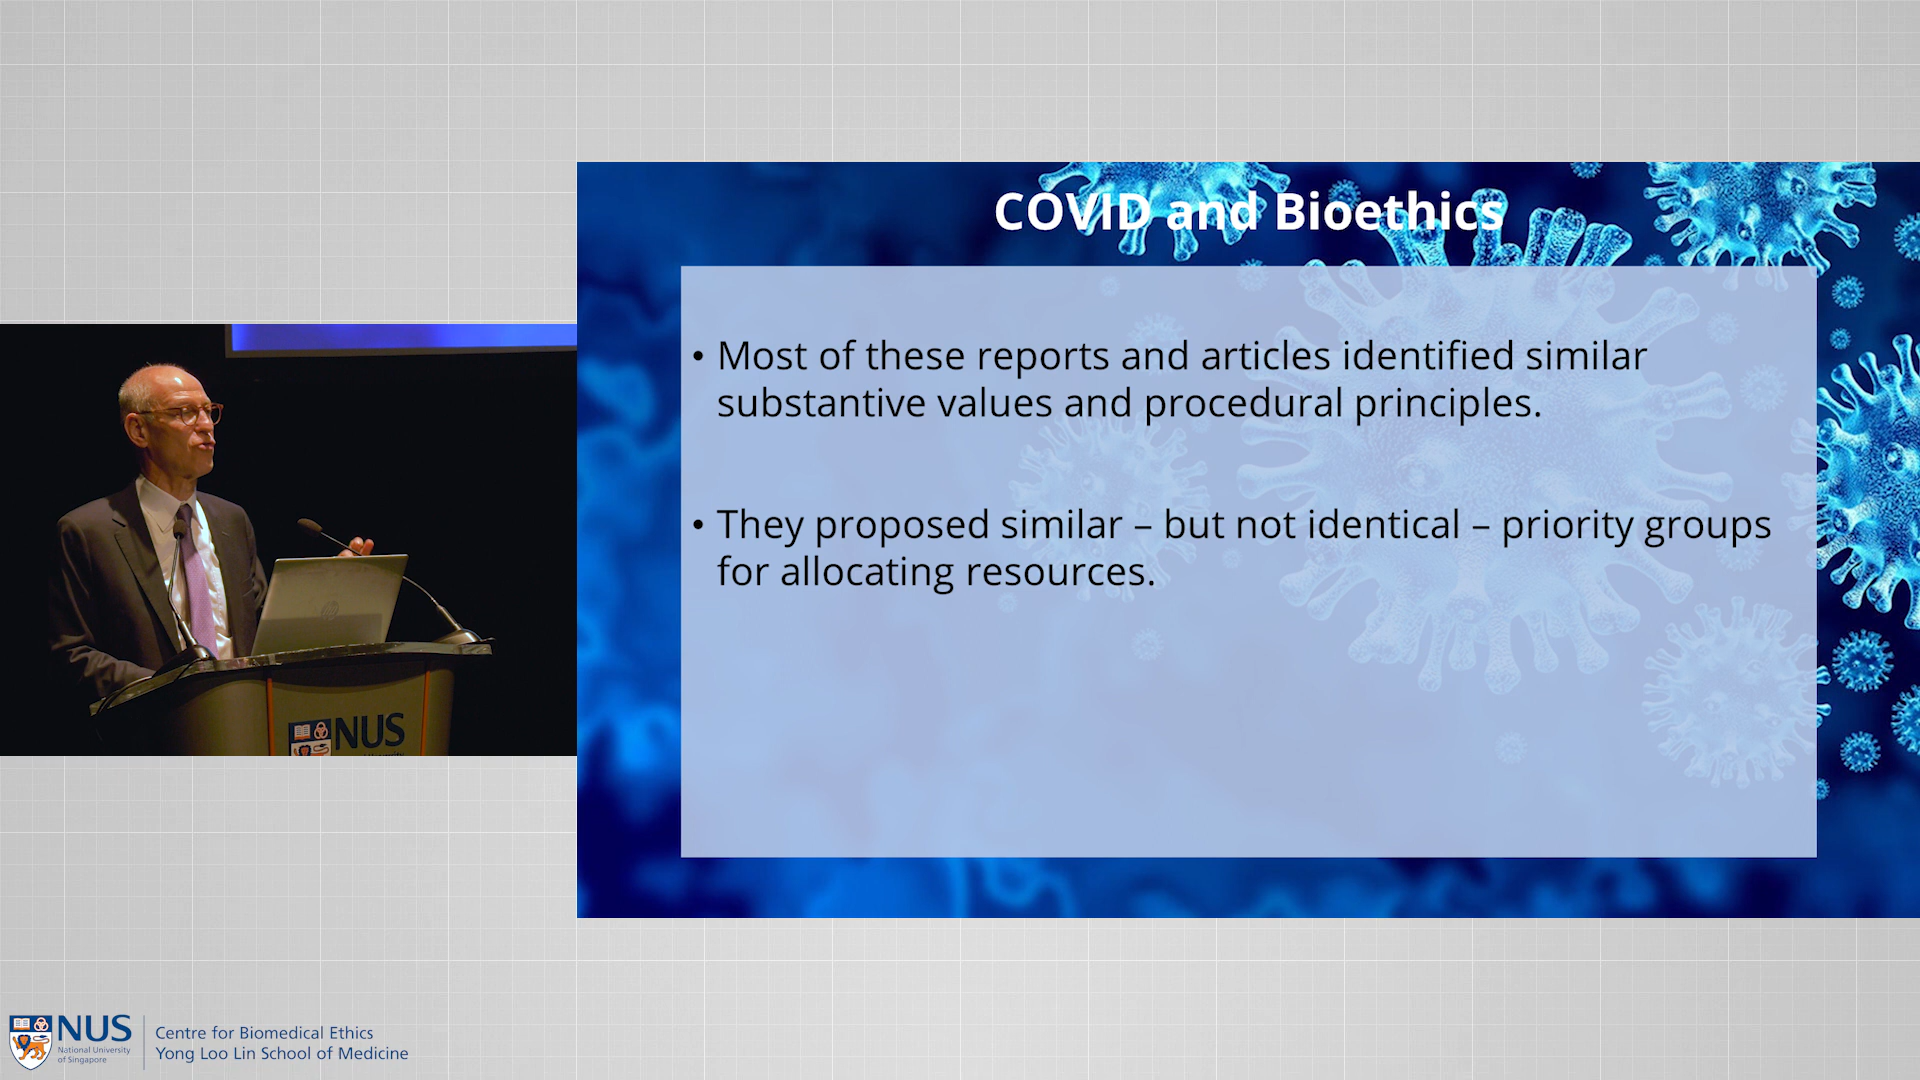 COVID and Bioethics
• Most of these reports and articles identified similar
substantive values and procedural principles.
• They proposed similar – but not identical – priority groups
for allocating resources.
NUS
NUS
National University
of Singapore
Centre for Biomedical Ethics
Yong Loo Lin School of Medicine